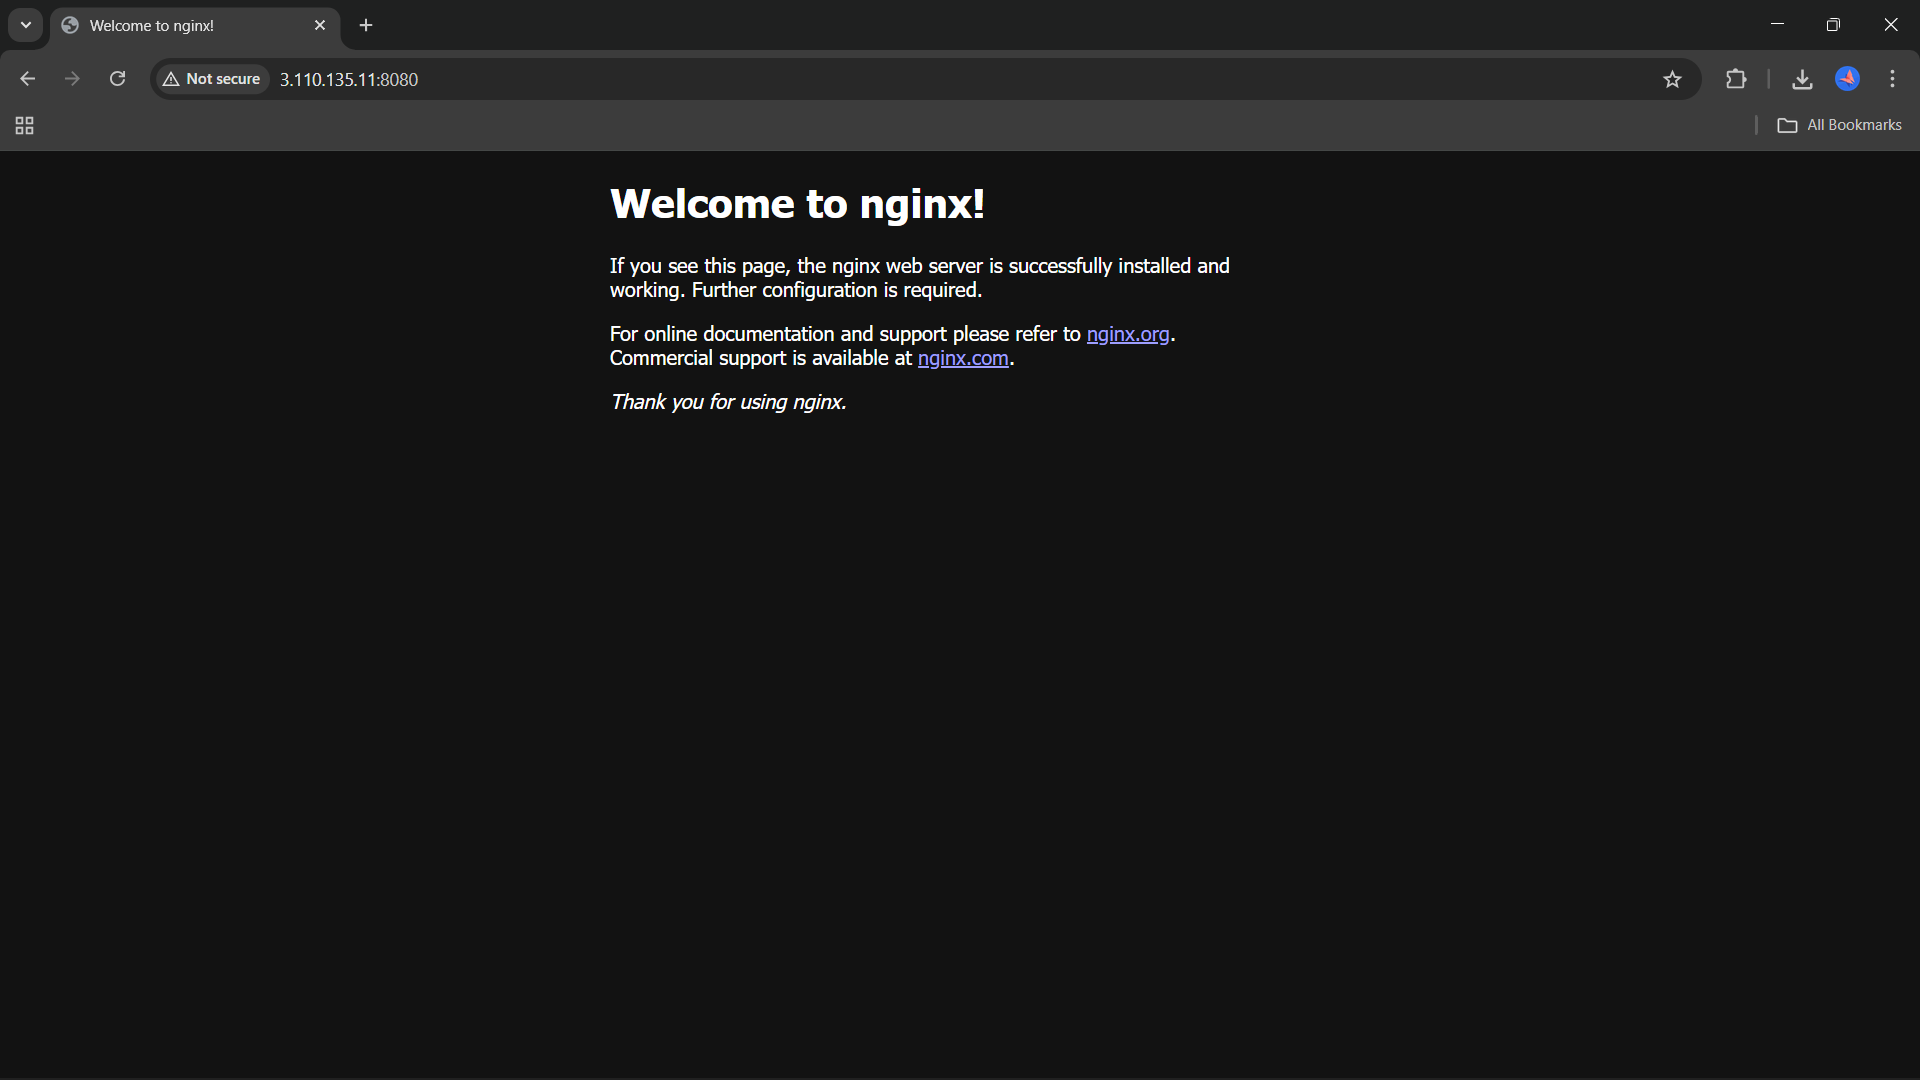 Welcome to nginx!
Not secure
3.110.135.11:8080
All Bookmarks
Welcome to nginx!
If you see this page, the nginx web server is successfully installed and
working. Further configuration is required.
For online documentation and support please refer to nginx.org.
Commercial support is available at nginx.com.
Thank you for using nginx.